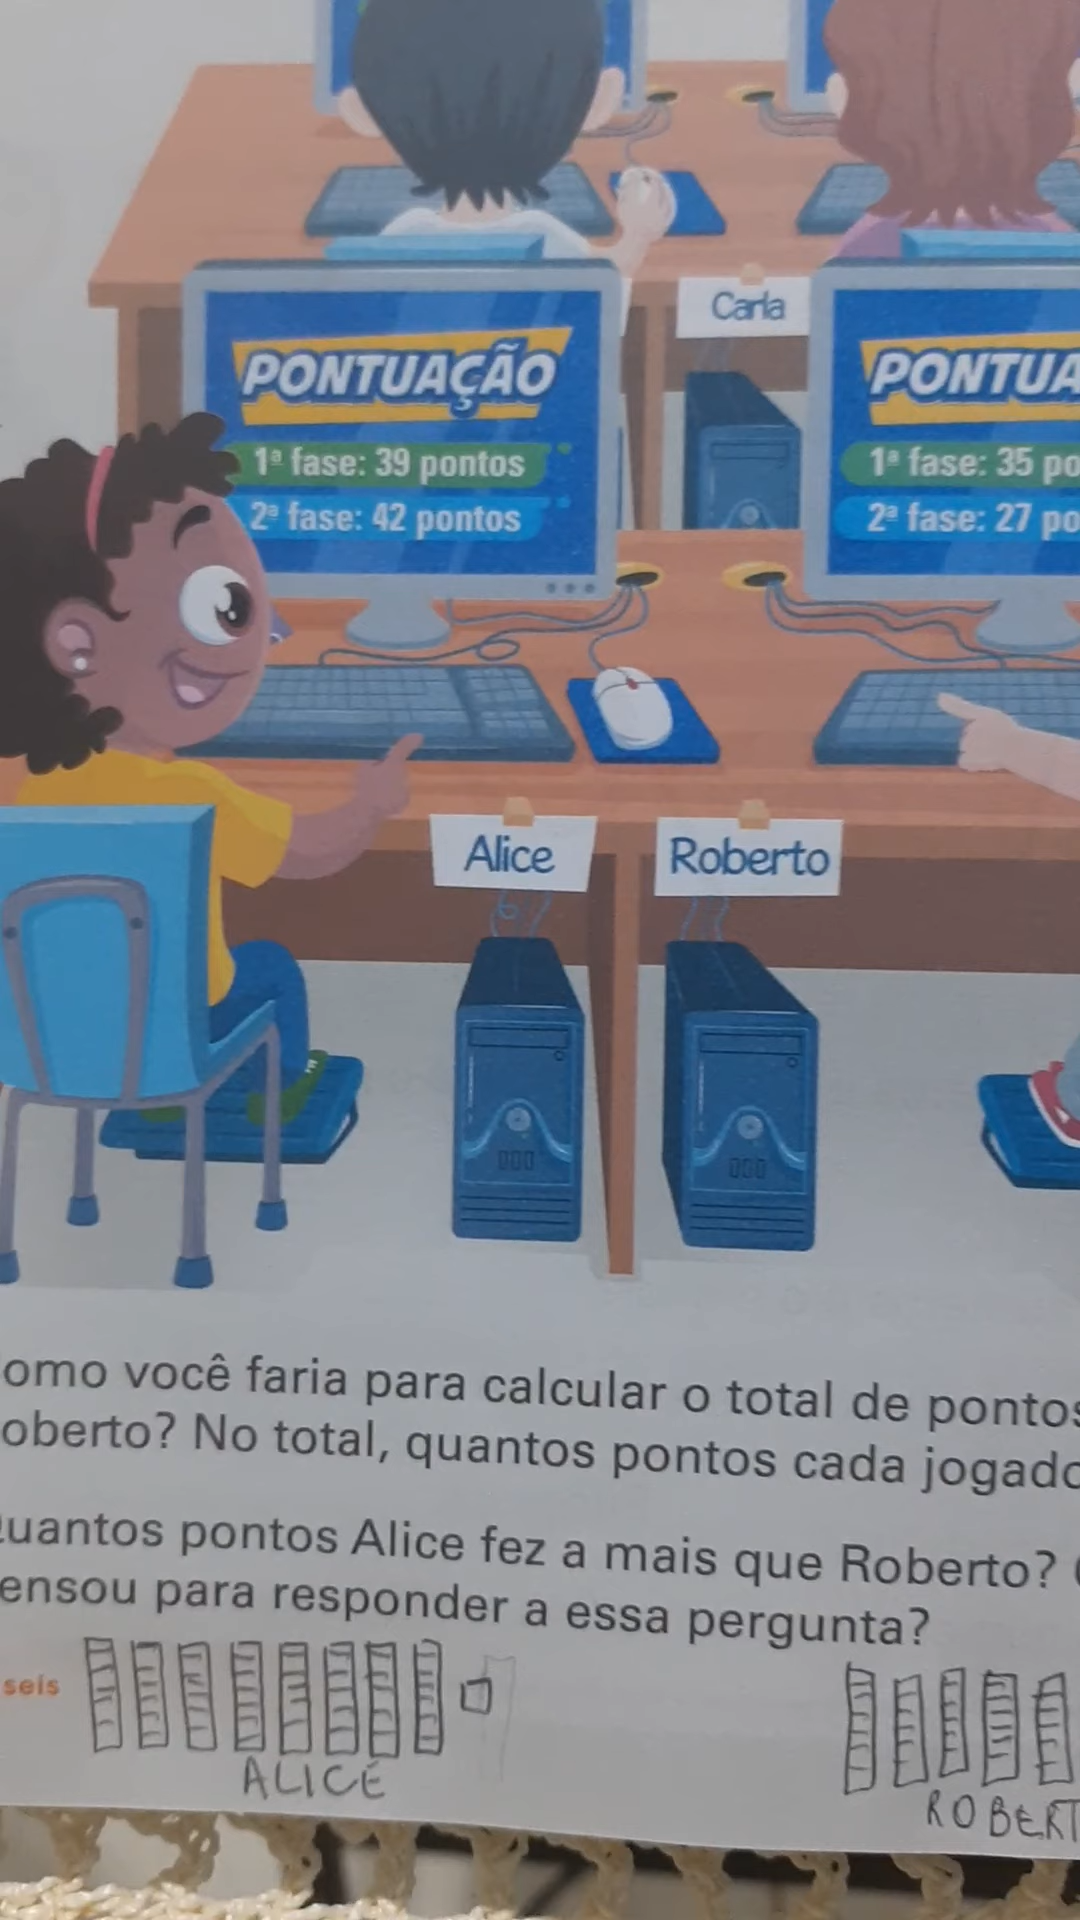 Carla
PONTUAÇÃO
1ª fase: 39 pontos
2ª fase: 42 pontos
PONTUA
1ª fase: 35 po
2ª fase: 27 po
Alice
Roberto
omo você faria para calcular o total de pontos
oberto? No total, quantos pontos cada jogado
uantos pontos Alice fez a mais que Roberto?
ensou para responder a essa pergunta?
seis
ALICE
ROBERT